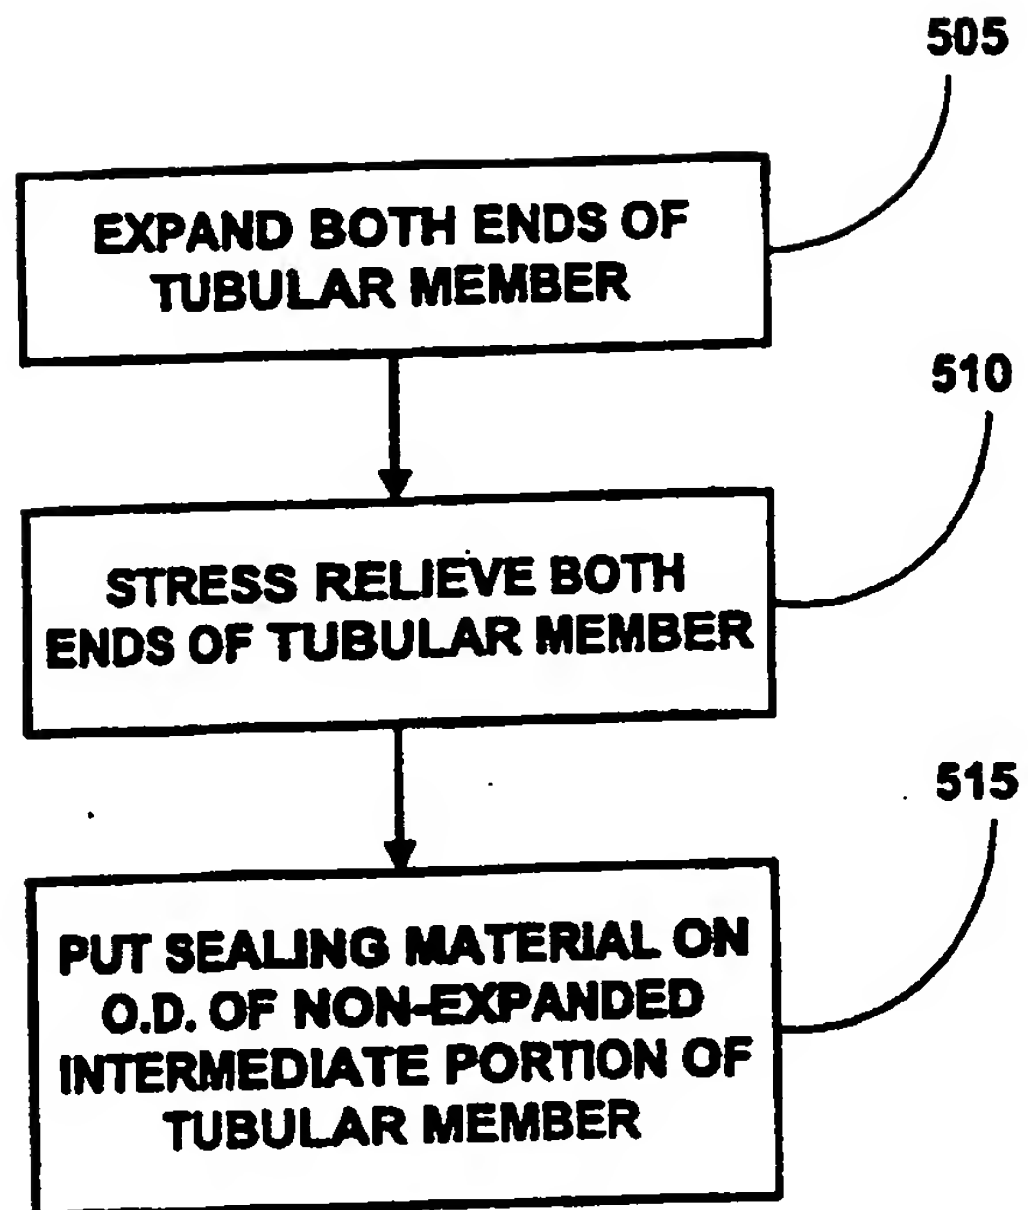 505
EXPAND BOTH ENDS OF
TUBULAR MEMBER
510
STRESS RELIEVE BOTH
ENDS OF TUBULAR MEMBER
515
PUT SEALING MATERIAL ON
O.D. OF NON-EXPANDED
INTERMEDIATE PORTION OF
TUBULAR MEMBER